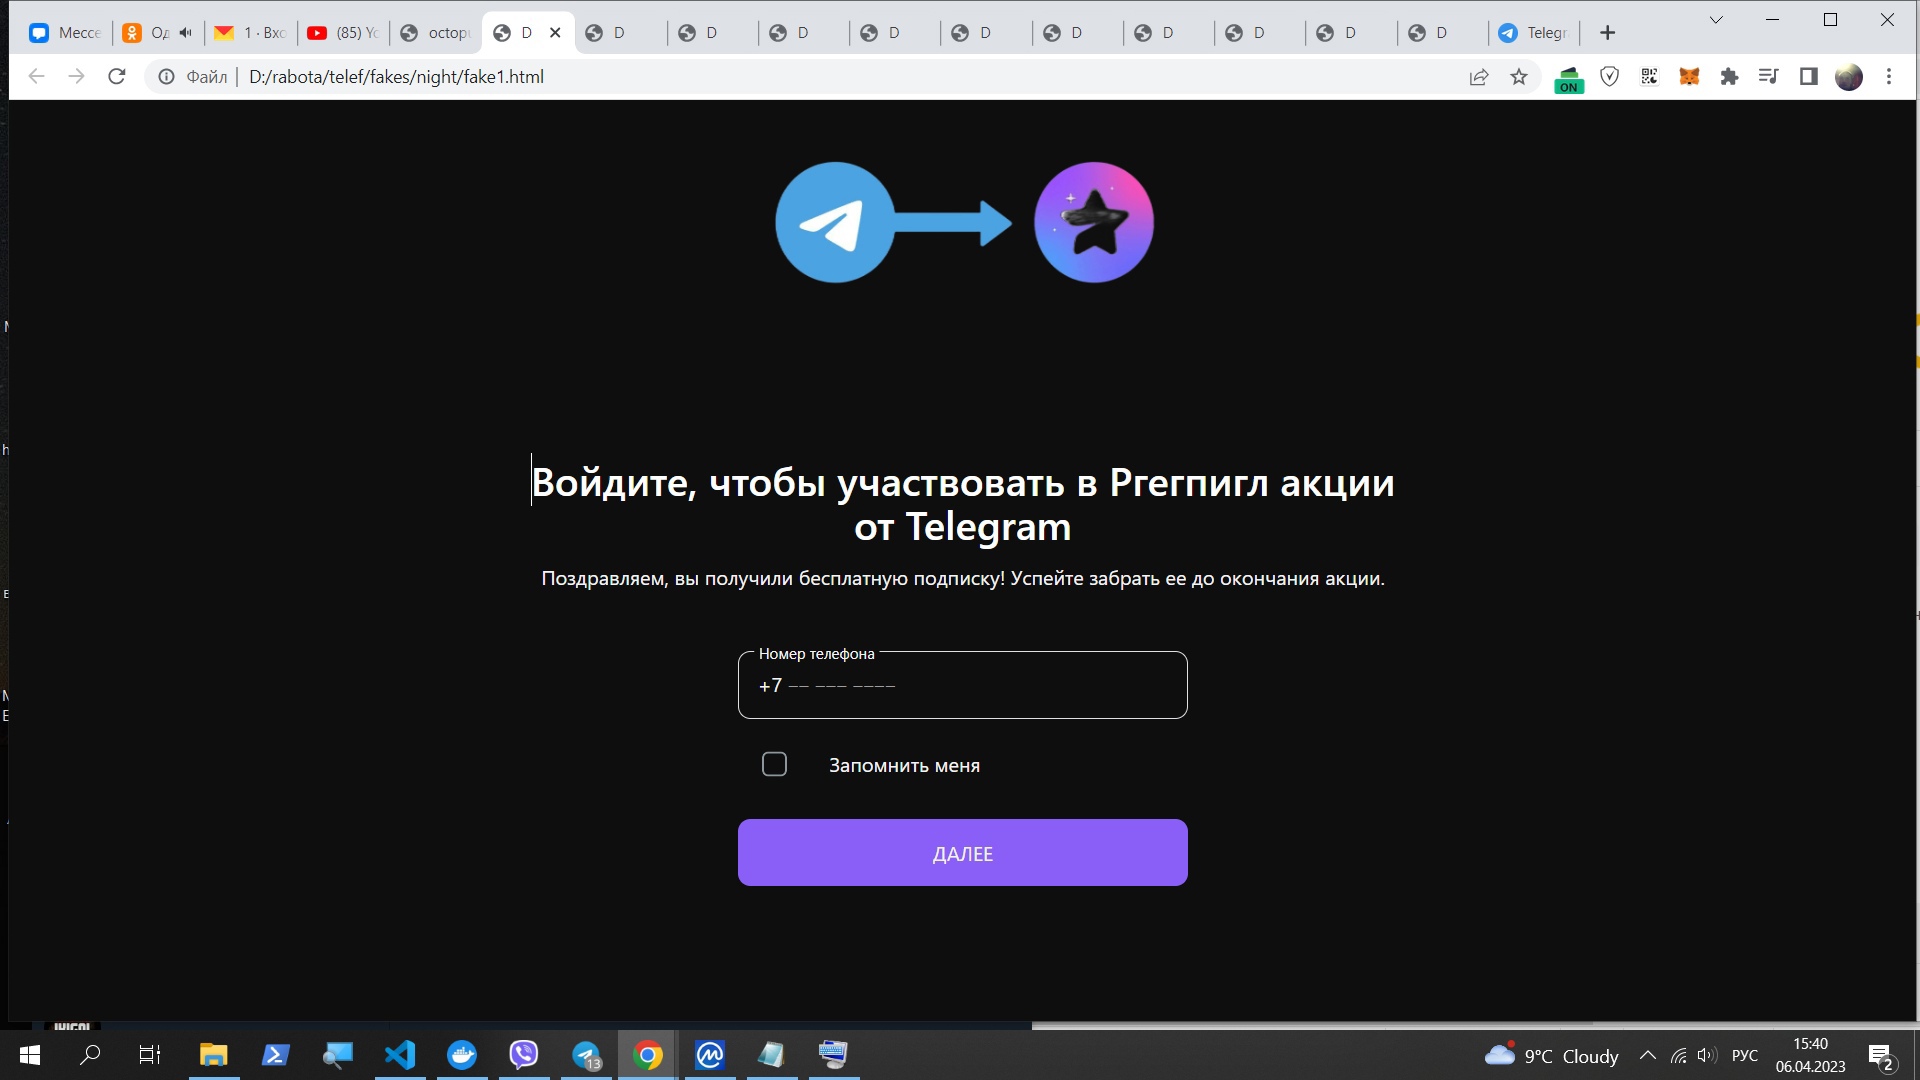 Мессе
Од
1 · Вхо
(85) Yo
octopu
D
D
D
D
D
D
D
D
D
D
D
Telegr
Файл
D:/rabota/telef/fakes/night/fake1.html
ON
Войдите, чтобы участвовать в Ргегпигл акции
от Telegram
Поздравляем, вы получили бесплатную подписку! Успейте забрать ее до окончания акции.
Номер телефона
+7 –– ––– ––––
Запомнить меня
ДАЛЕЕ
13
9°C Cloudy
РУС
15:40
06.04.2023
2